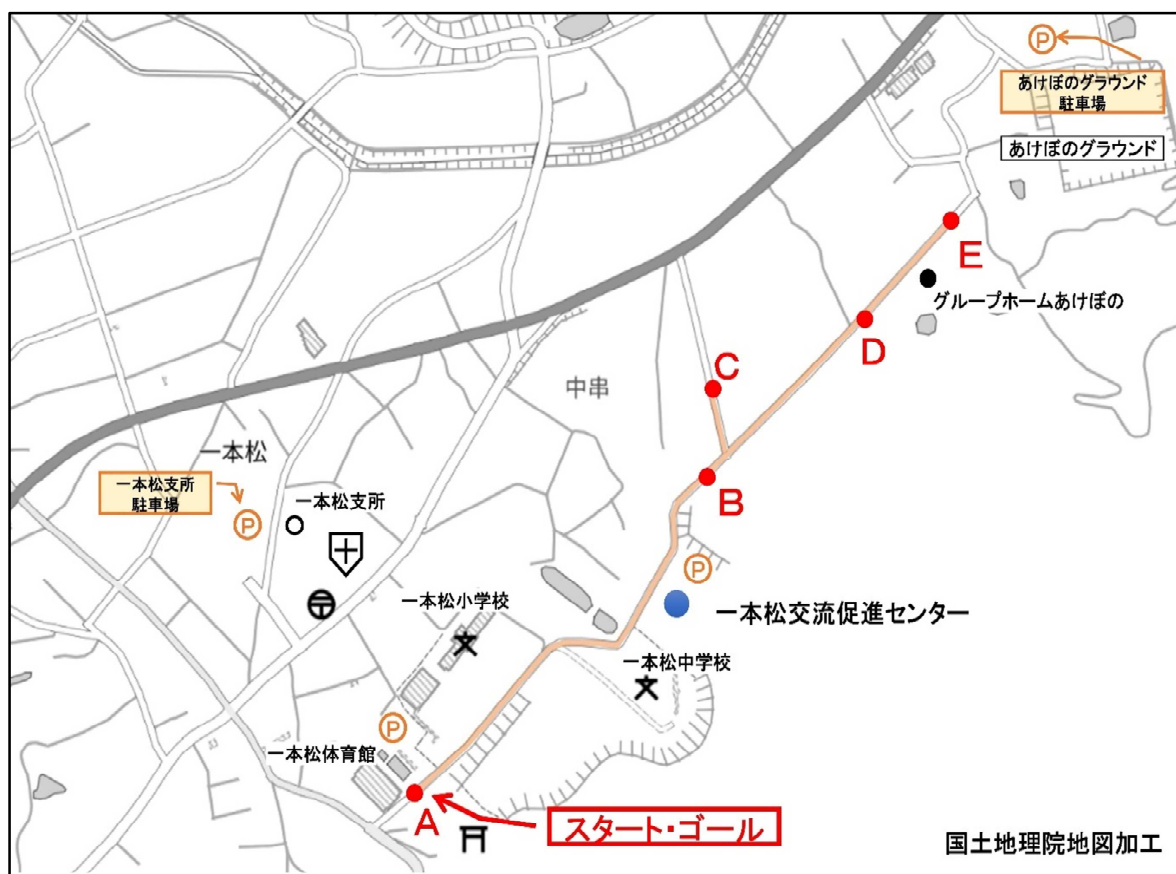 P
あけぼのグラウンド
駐車場
あけぼのグラウンド
E
グループホームあけぼの
D
C
中串
一本松
一本松支所
駐車場
P
一本松支所
B
P
一本松小学校
一本松交流促進センター
一本松中学校
P
一本松体育館
A
スタート・ゴール
国土地理院地図加工